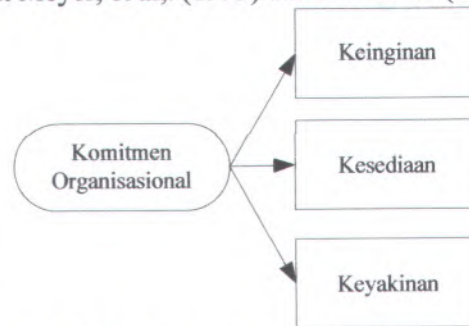 Keinginan
Komitmen
Organisasional
Kesediaan
Keyakinan